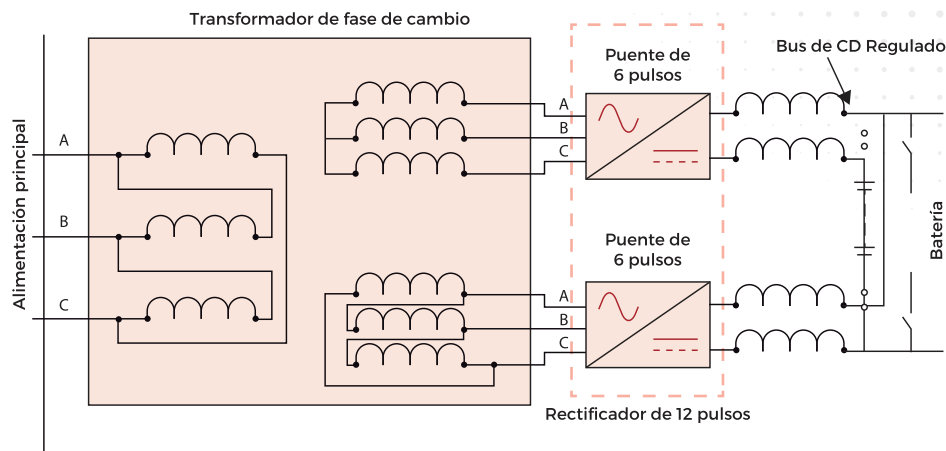 Transformador de fase de cambio
Puente de
6 pulsos
Bus de CD Regulado
Alimentación principal
A
B
C
A
B
C
Puente de
6 pulsos
A
B
C
Batería
Rectificador de 12 pulsos